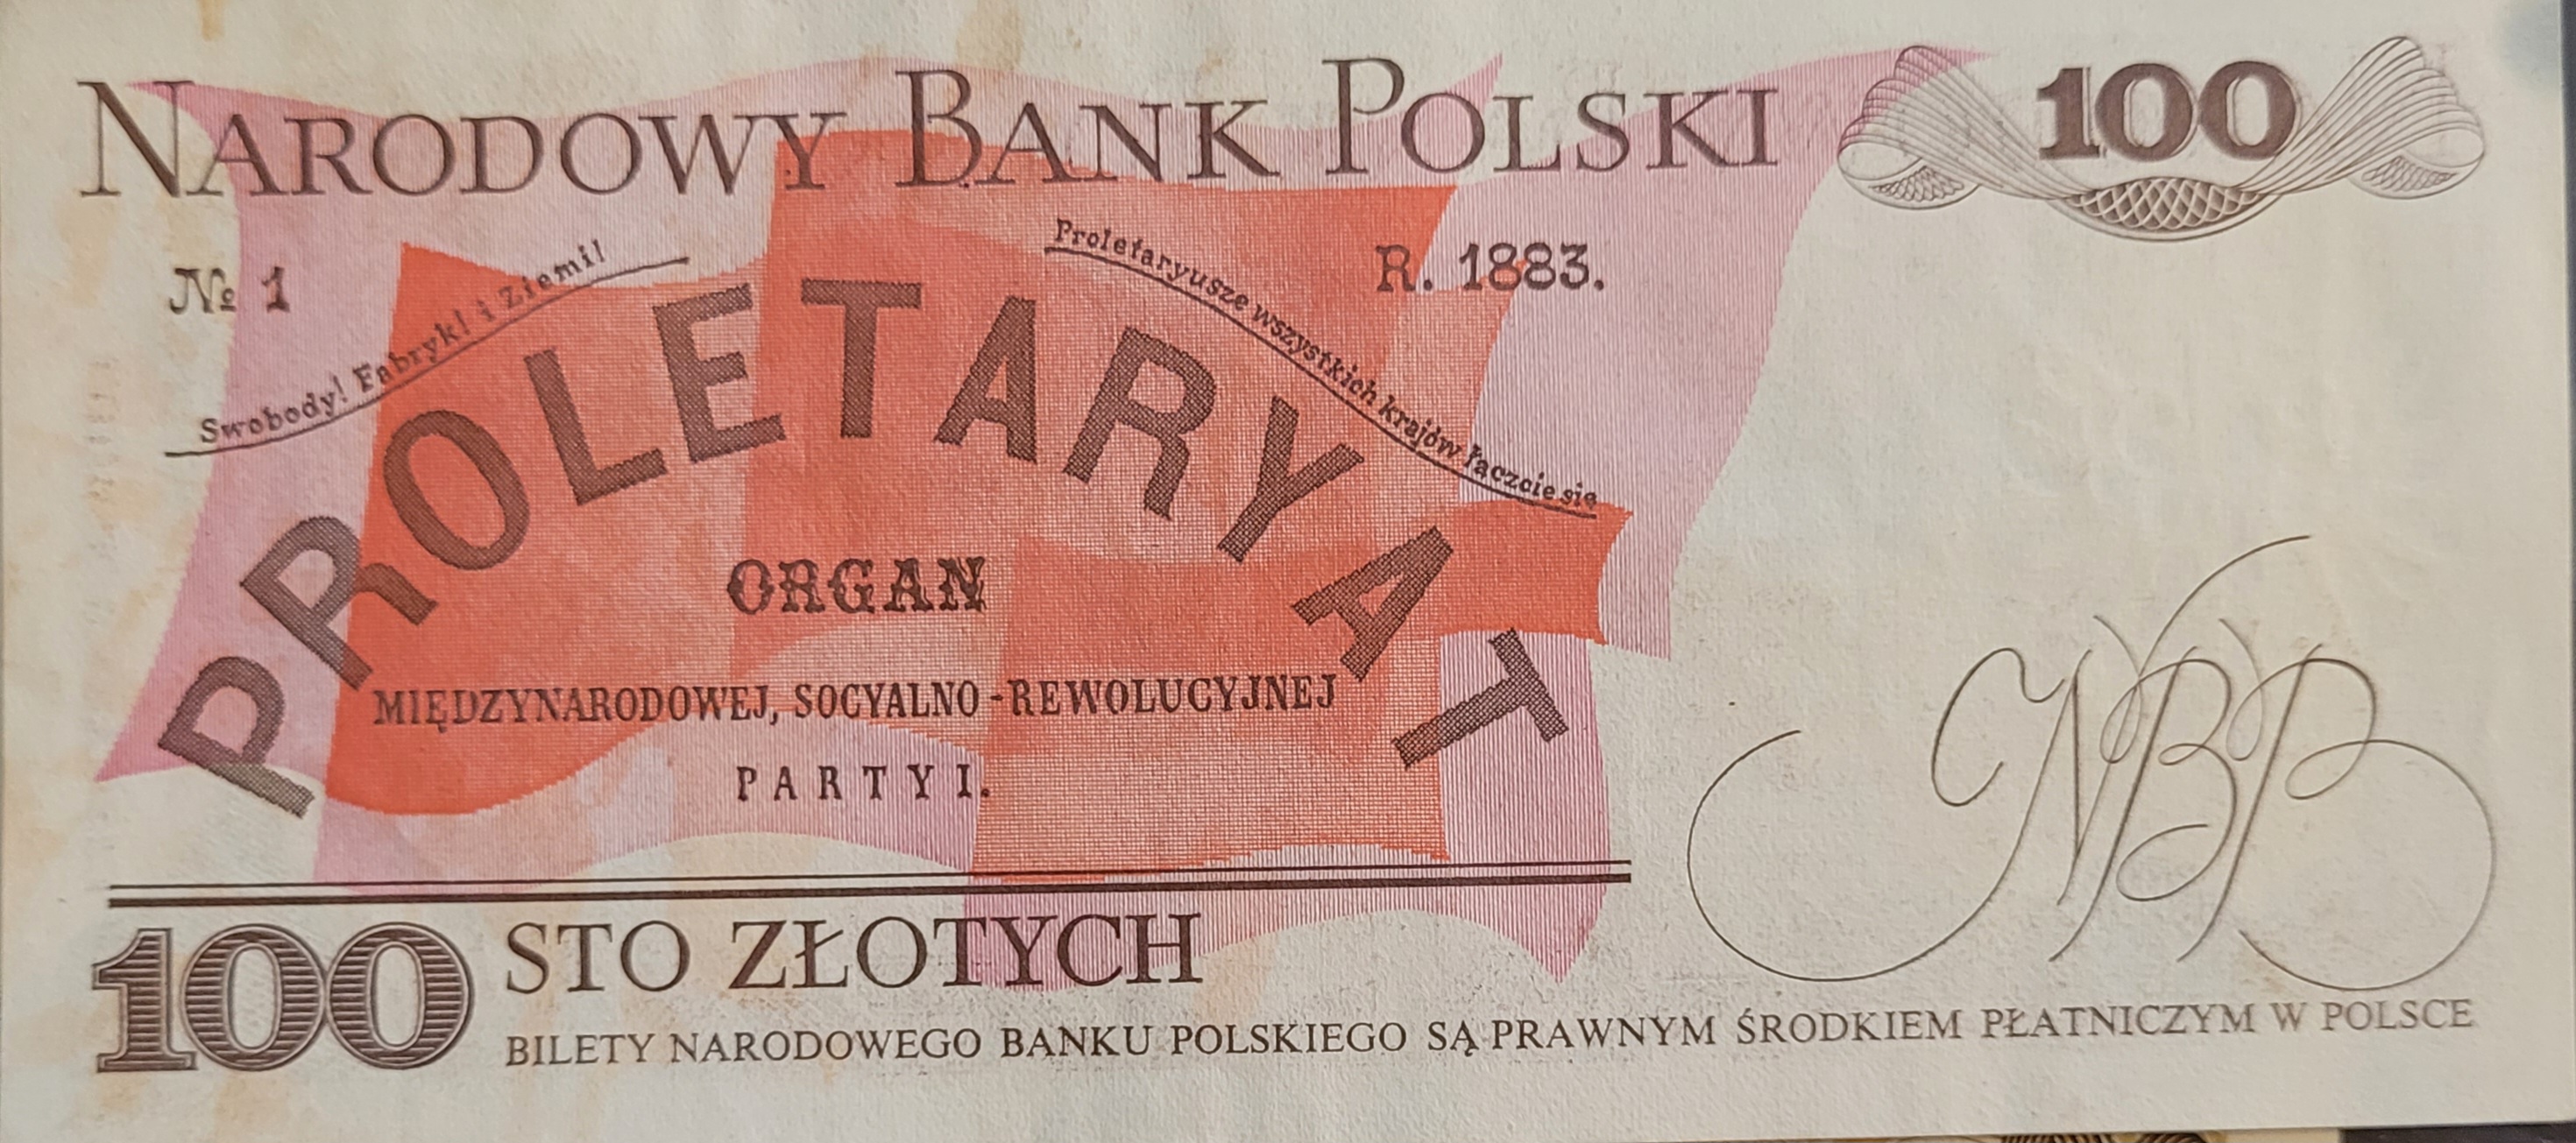 NARODOWY BANK POLSKI
100
№ 1
R. 1883.
Swobody! Fabryk! i Ziemi!
Proletaryusze wszystkich krajów łączcie się
PROLETARYAT
ORGAN
MIĘDZYNARODOWEJ, SOCYALNO-REWOLUCYJNEJ
PARTYI.
NBP
100 STO ZŁOTYCH
BILETY NARODOWEGO BANKU POLSKIEGO SĄ PRAWNYM ŚRODKIEM PŁATNICZYM W POLSCE